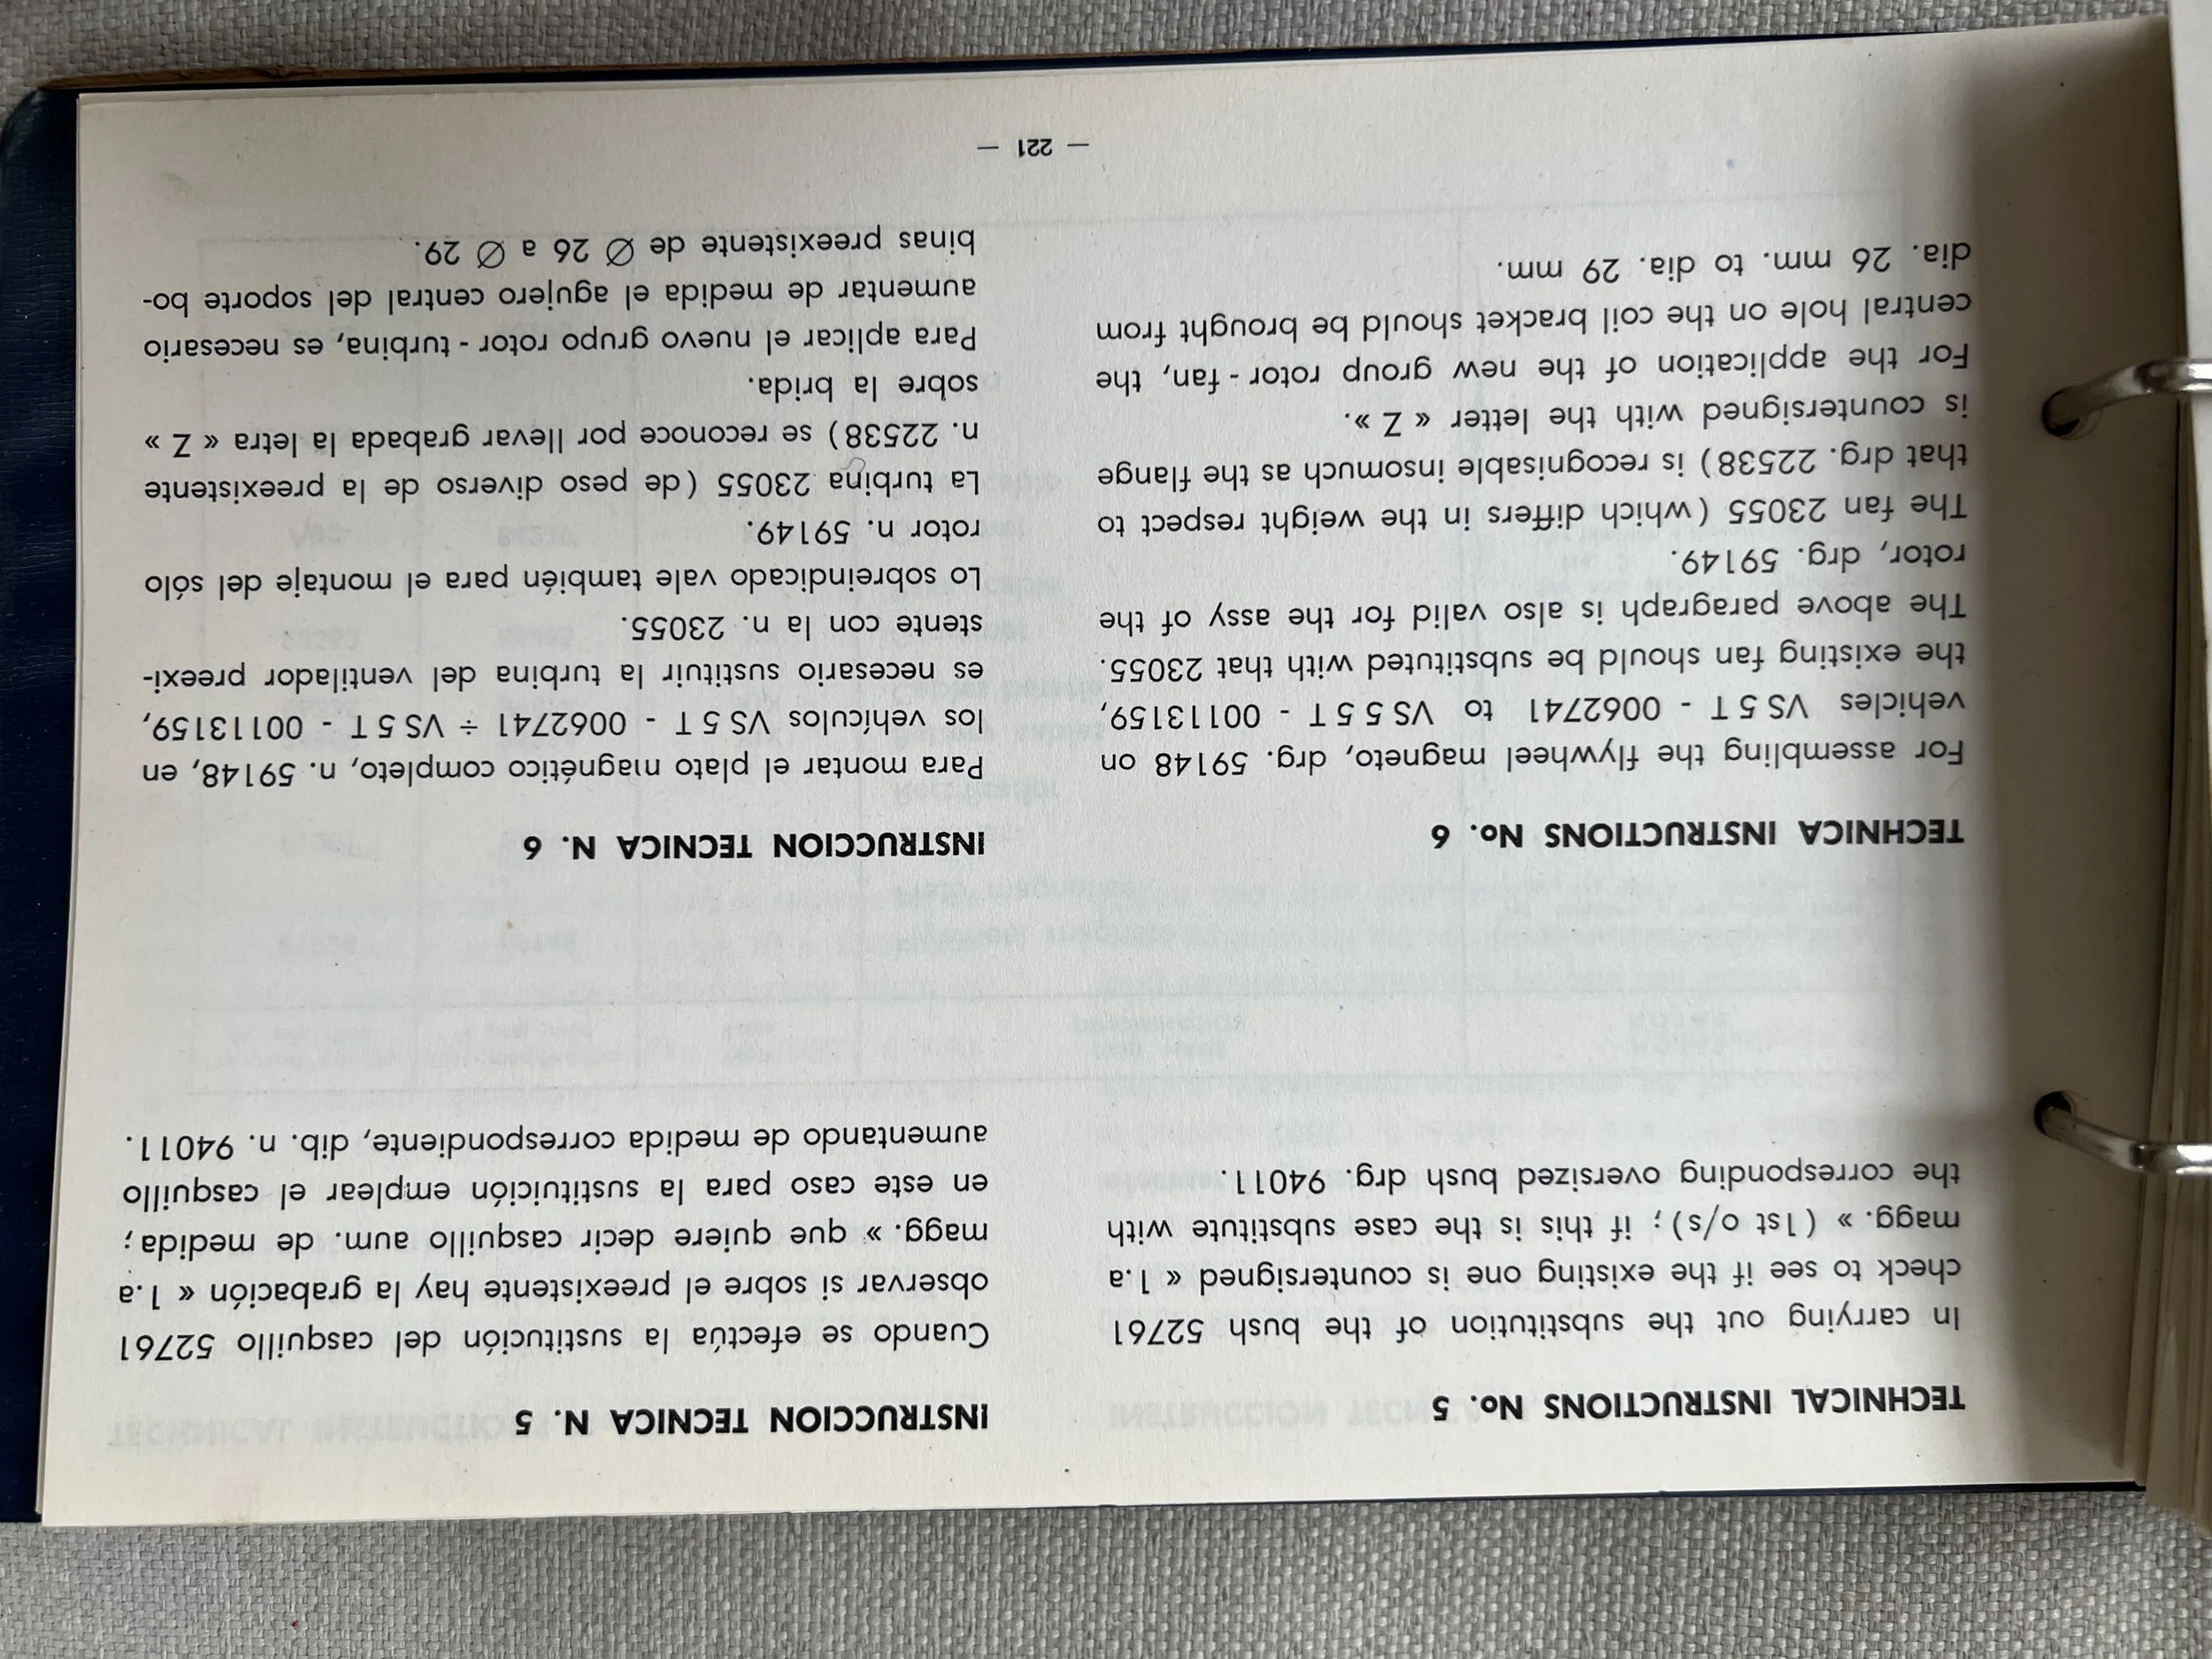 TECHNICAL INSTRUCTIONS No. 5
In carrying out the substitution of the bush 52761
check to see if the existing one is countersigned « 1.a
magg. » (1st o/s); if this is the case substitute with
the corresponding oversized bush drg. 94011.
TECHNICA INSTRUCTIONS No. 6
For assembling the flywheel magneto, drg. 59148 on
vehicles VS 5 T - 0062741 to VS 5 5 T - 00113159,
the existing fan should be substituted with that 23055.
The above paragraph is also valid for the assy of the
rotor, drg. 59149.
The fan 23055 (which differs in the weight respect to
that drg. 22538) is recognisable insomuch as the flange
is countersigned with the letter « Z ».
For the application of the new group rotor - fan, the
central hole on the coil bracket should be brought from
dia. 26 mm. to dia. 29 mm.
INSTRUCCION TECNICA N. 5
Cuando se efectúa la sustitución del casquillo 52761
observar si sobre el preexistente hay la grabación « 1.a
magg. » que quiere decir casquillo aum. de medida;
en este caso para la sustituición emplear el casquillo
aumentando de medida correspondiente, dib. n. 94011.
INSTRUCCION TECNICA N. 6
Para montar el plato magnético completo, n. 59148, en
los vehículos VS 5 T - 0062741 ÷ VS 5 T - 00113159,
es necesario sustituir la turbina del ventilador preexi-
stente con la n. 23055.
Lo sobreindicado vale también para el montaje del sólo
rotor n. 59149.
La turbina 23055 (de peso diverso de la preexistente
n. 22538) se reconoce por llevar grabada la letra « Z »
sobre la brida.
Para aplicar el nuevo grupo rotor - turbina, es necesario
aumentar de medida el agujero central del soporte bo-
binas preexistente de Ø 26 a Ø 29.
— 221 —